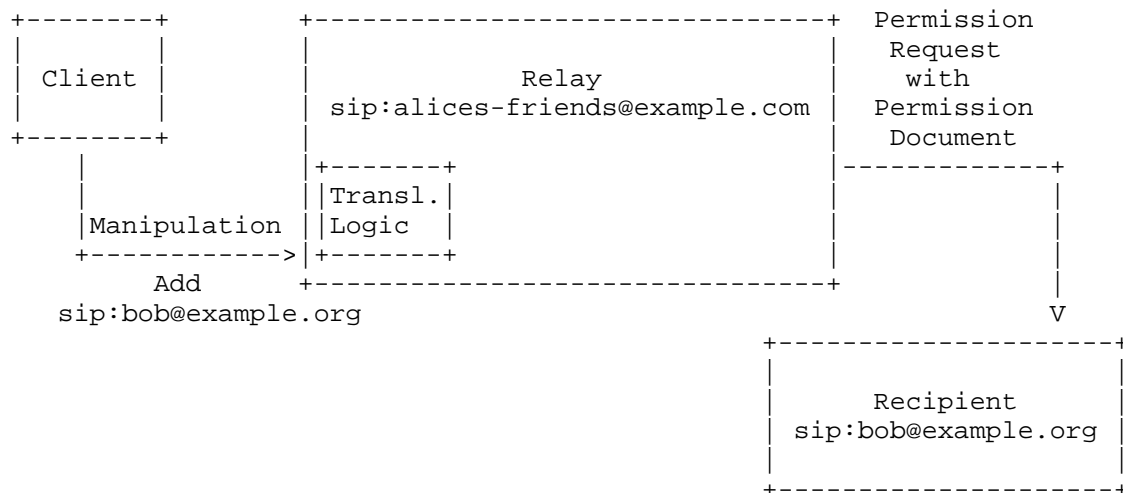 Permission
Request
Client Relay with
sip:alices-friends@example.com Permission
Document
Transl.
Manipulation Logic
Add
sip:bob@example.org
V
Recipient
sip:bob@example.org